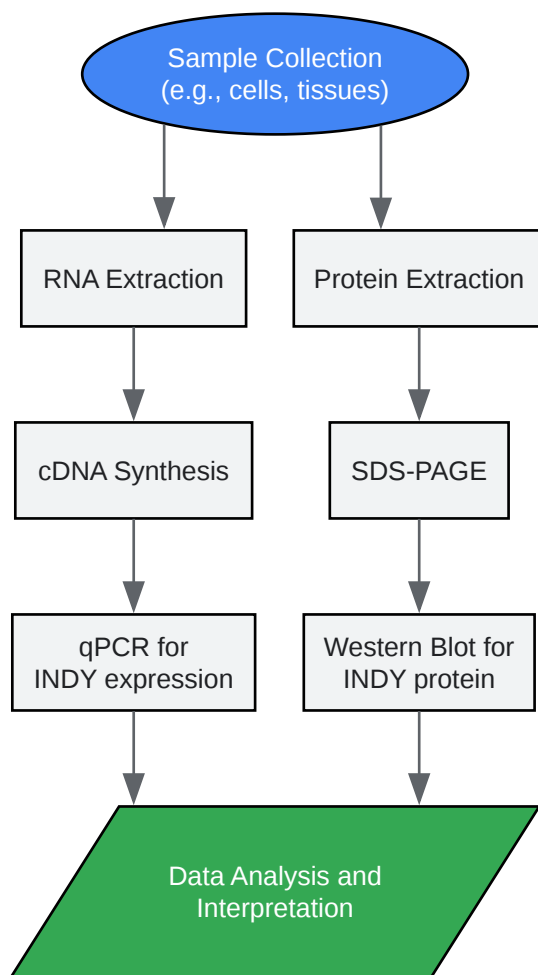 Sample Collection
(e.g., cells, tissues)
RNA Extraction
Protein Extraction
cDNA Synthesis
SDS-PAGE
qPCR for
INDY expression
Western Blot for
INDY protein
Data Analysis and
Interpretation